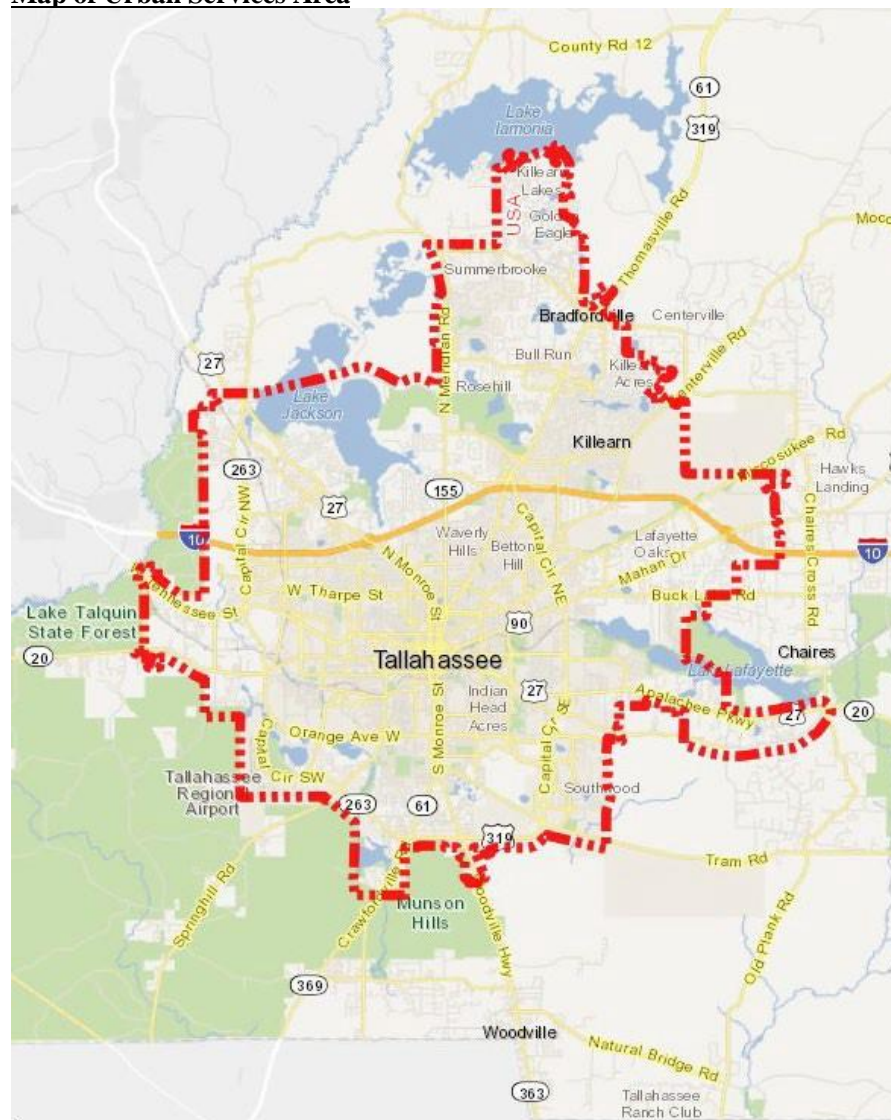 Map of Urban Services Area
County Rd 12
61
319
Lake
Iamonia
Killearn
Lakes
USA
Golden
Eagle
Thomasville Rd
Summerbrooke
N Meridian Rd
Bradfordville
Centerville
Bull Run
27
Killearn
Acres
Centerville Rd
Rosehill
Lake
Jackson
Killearn
Miccosukee Rd
Hawks
Landing
263
155
27
Capital Cir NW
Waverly
Hills
Betton
Hill
Capital Cir NE
Lafayette
Oaks
Mahan Dr
Chaires Cross Rd
10
10
N Monroe St
W Tharpe St
Buck Lake Rd
W Tennessee St
Lake Talquin
State Forest
90
20
Tallahassee
Chaires
Lake Lafayette
Indian
Head
Acres
27
Apalachee Pkwy
27
20
S Monroe St
Orange Ave W
Capital
Cir SW
Capital Cir SE
Southwood
Tallahassee
Regional
Airport
263
61
319
Tram Rd
Springhill Rd
Crawfordville Rd
Munson
Hills
Woodville Hwy
Old Plank Rd
369
Woodville
Natural Bridge Rd
363
Tallahassee
Ranch Club